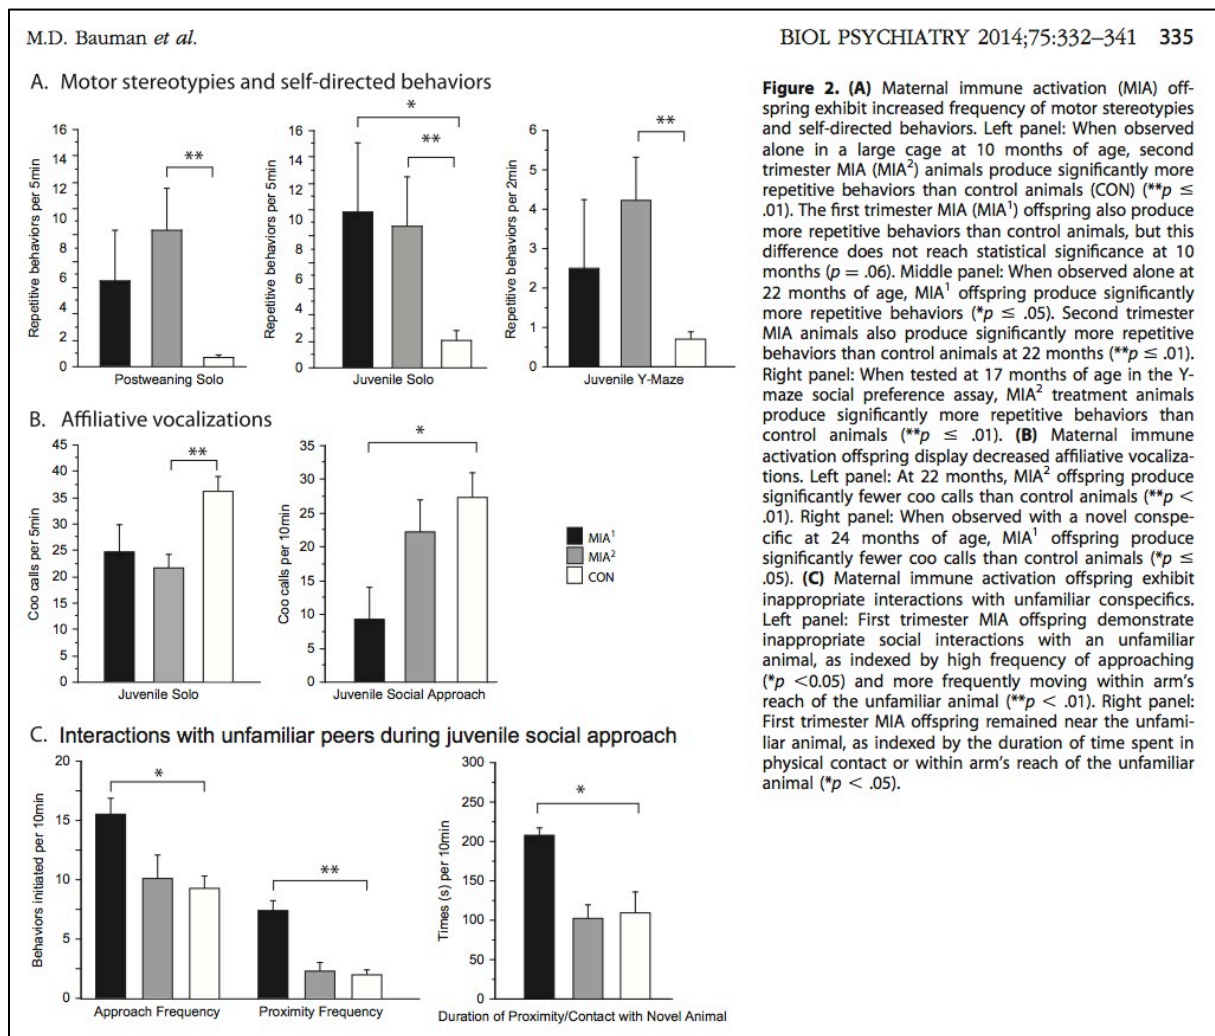 M.D. Bauman et al.
BIOL PSYCHIATRY 2014;75:332–341 335
A. Motor stereotypies and self-directed behaviors
Repetitive behaviors per 5min
16
14
12
10
8
6
4
2
0
**
Postweaning Solo
Repetitive behaviors per 5min
16
14
12
10
8
6
4
2
0
*
**
Juvenile Solo
Repetitive behaviors per 2min
6
5
4
3
2
1
0
**
Juvenile Y-Maze
B. Affiliative vocalizations
Coo calls per 5min
45
40
35
30
25
20
15
10
5
0
**
Juvenile Solo
Coo calls per 10min
35
30
25
20
15
10
5
0
*
Juvenile Social Approach
MIA¹
MIA²
CON
C. Interactions with unfamiliar peers during juvenile social approach
Behaviors initiated per 10min
20
15
10
5
0
*
**
Approach Frequency
Proximity Frequency
Times (s) per 10min
300
250
200
150
100
50
0
*
Duration of Proximity/Contact with Novel Animal
Figure 2. (A) Maternal immune activation (MIA) off-
spring exhibit increased frequency of motor stereotypies
and self-directed behaviors. Left panel: When observed
alone in a large cage at 10 months of age, second
trimester MIA (MIA²) animals produce significantly more
repetitive behaviors than control animals (CON) (**p ≤
.01). The first trimester MIA (MIA¹) offspring also produce
more repetitive behaviors than control animals, but this
difference does not reach statistical significance at 10
months (p = .06). Middle panel: When observed alone at
22 months of age, MIA¹ offspring produce significantly
more repetitive behaviors (*p ≤ .05). Second trimester
MIA animals also produce significantly more repetitive
behaviors than control animals at 22 months (**p ≤ .01).
Right panel: When tested at 17 months of age in the Y-
maze social preference assay, MIA² treatment animals
produce significantly more repetitive behaviors than
control animals (**p ≤ .01). (B) Maternal immune
activation offspring display decreased affiliative vocaliza-
tions. Left panel: At 22 months, MIA² offspring produce
significantly fewer coo calls than control animals (**p <
.01). Right panel: When observed with a novel conspe-
cific at 24 months of age, MIA¹ offspring produce
significantly fewer coo calls than control animals (*p ≤
.05). (C) Maternal immune activation offspring exhibit
inappropriate interactions with unfamiliar conspecifics.
Left panel: First trimester MIA offspring demonstrate
inappropriate social interactions with an unfamiliar
animal, as indexed by high frequency of approaching
(*p <0.05) and more frequently moving within arm's
reach of the unfamiliar animal (**p < .01). Right panel:
First trimester MIA offspring remained near the unfami-
liar animal, as indexed by the duration of time spent in
physical contact or within arm's reach of the unfamiliar
animal (*p < .05).